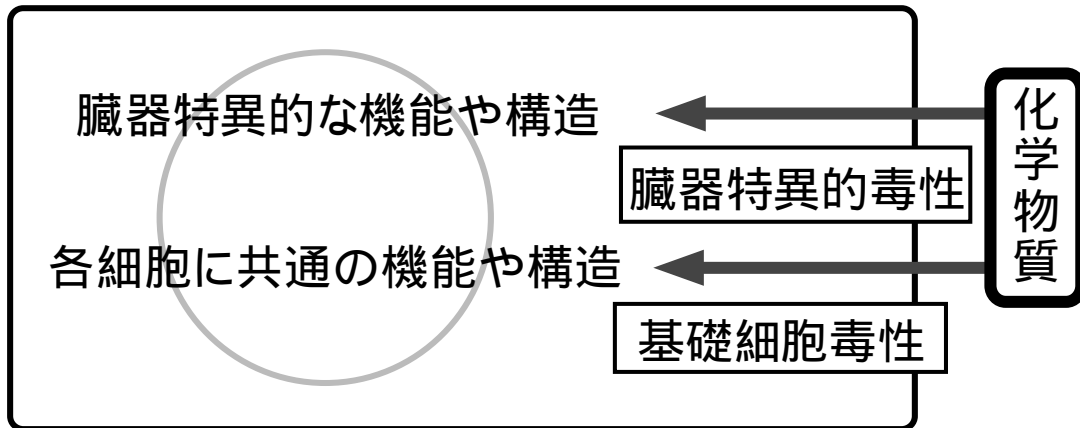 臓器特異的な機能や構造
臓器特異的毒性
各細胞に共通の機能や構造
基礎細胞毒性
化学物質